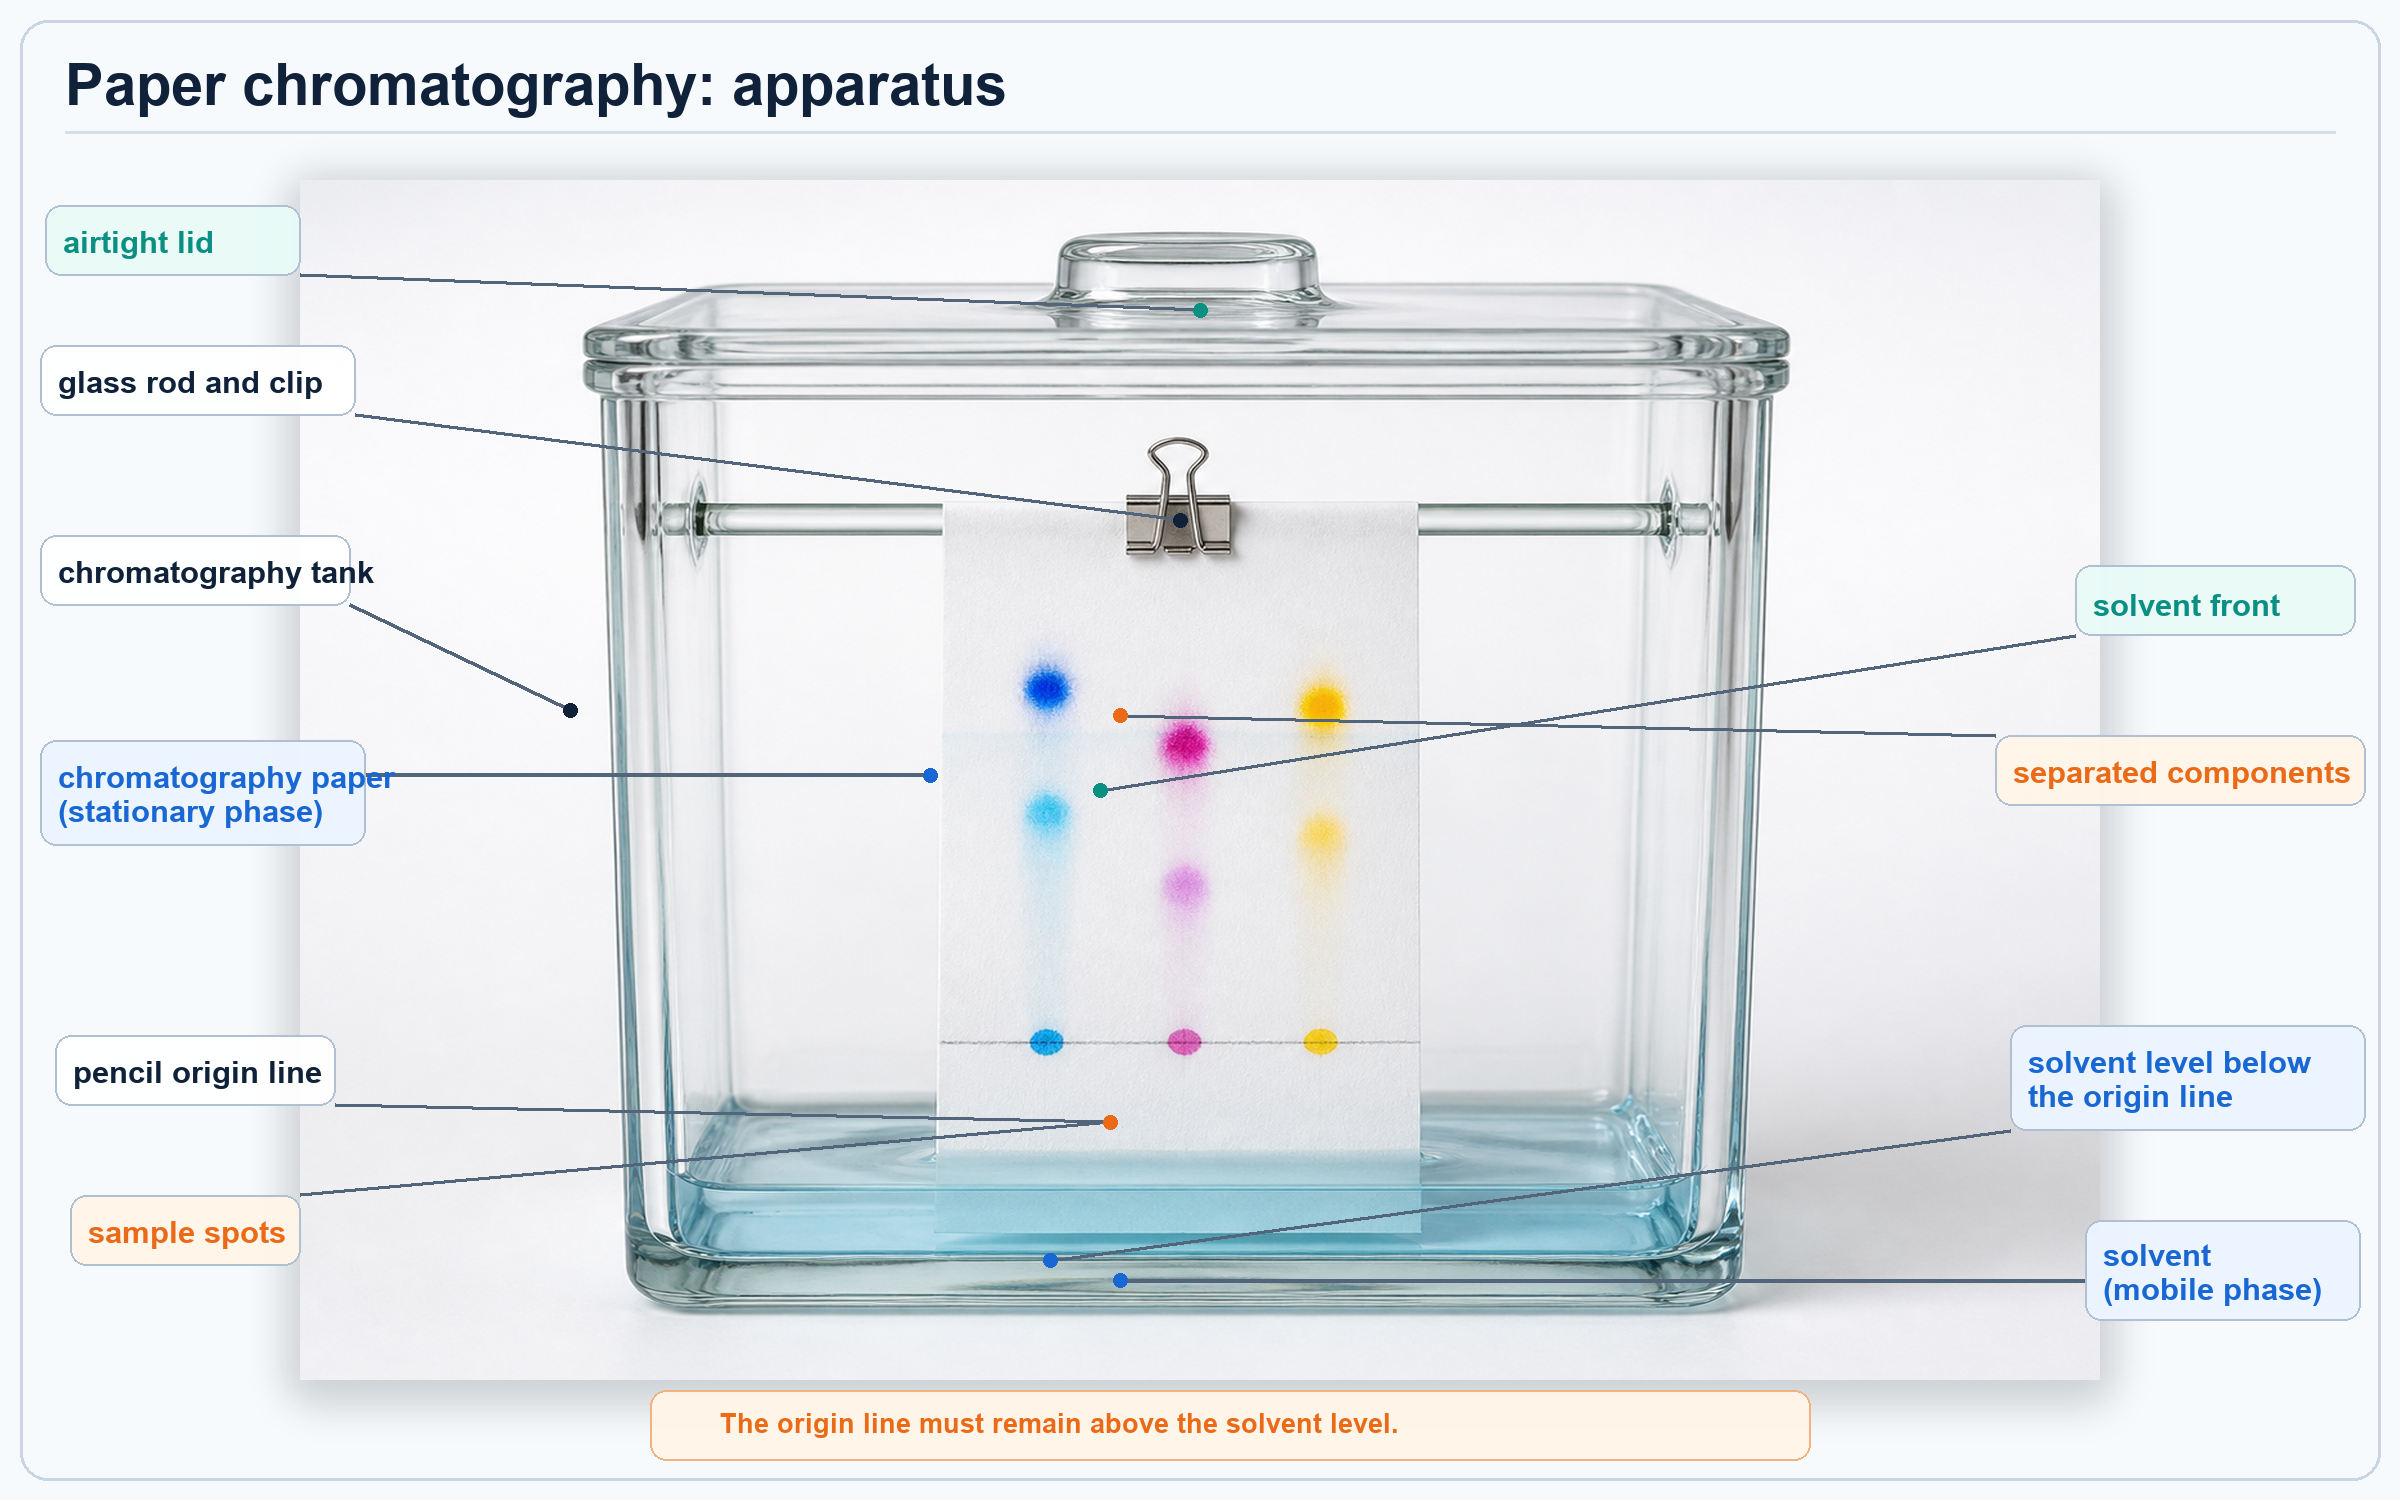 Paper chromatography: apparatus
airtight lid
glass rod and clip
chromatography tank
solvent front
chromatography paper
(stationary phase)
separated components
pencil origin line
solvent level below
the origin line
sample spots
solvent
(mobile phase)
The origin line must remain above the solvent level.